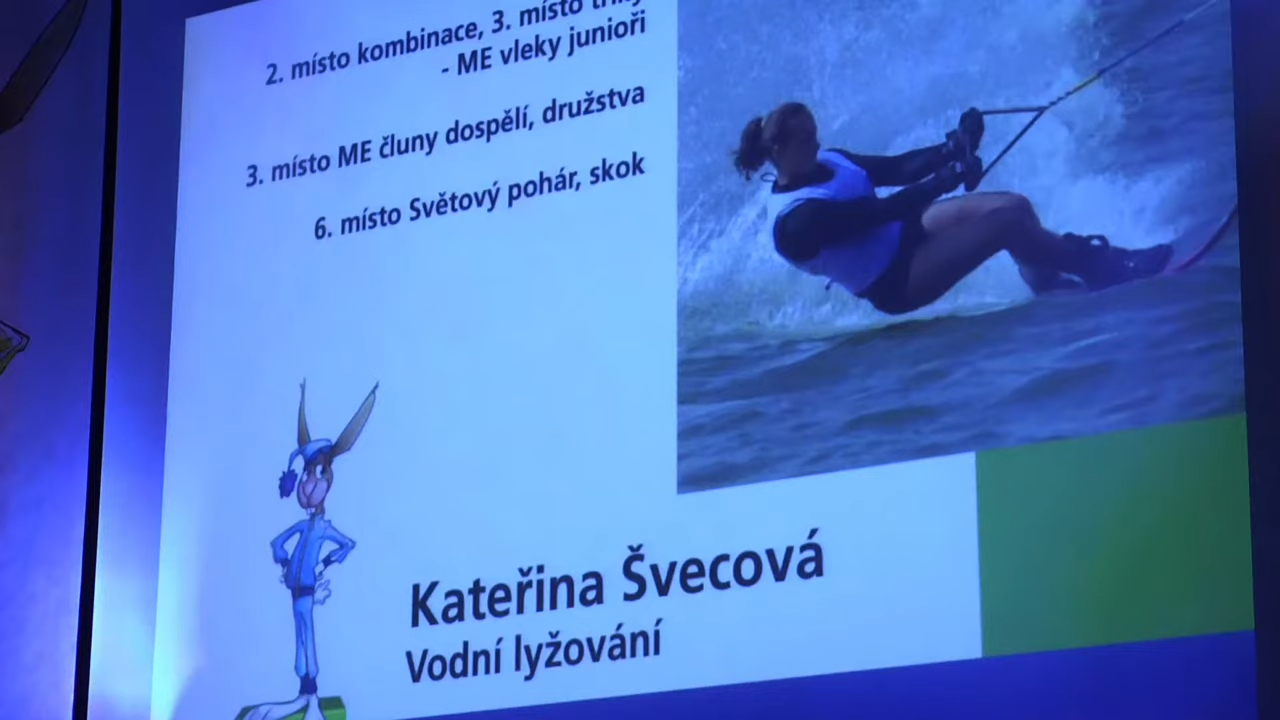 2. místo kombinace, 3. místo
- ME vleky junioři
3. místo ME čluny dospělí, družstva
6. místo Světový pohár, skok
Kateřina Švecová
Vodní lyžování